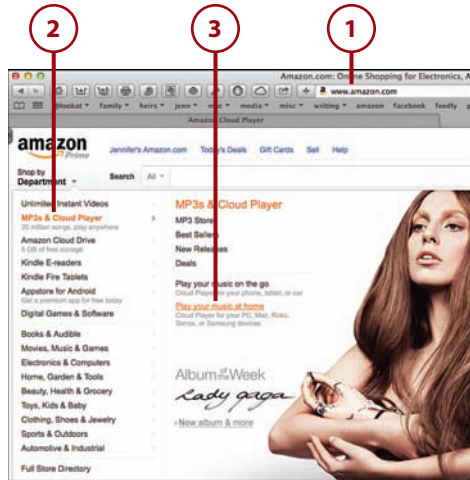 2
3
1
Amazon.com: Online Shopping for Electronics, A
www.amazon.com
@lookat family heirs jenn mac media misc writing amazon facebook feedly
Amazon Cloud Player
amazon
Prime
Jennifer's Amazon.com Today's Deals Gift Cards Sell Help
Shop by
Department
Search All
Unlimited Instant Videos
MP3s & Cloud Player
20 million songs, play anywhere
Amazon Cloud Drive
5 GB of free storage
Kindle E-readers
Kindle Fire Tablets
Appstore for Android
Get a premium app for free today
Digital Games & Software
Books & Audible
Movies, Music & Games
Electronics & Computers
Home, Garden & Tools
Beauty, Health & Grocery
Toys, Kids & Baby
Clothing, Shoes & Jewelry
Sports & Outdoors
Automotive & Industrial
Full Store Directory
MP3s & Cloud Player
MP3 Store
Best Sellers
New Releases
Deals
Play your music on the go
Cloud Player for your phone, tablet, or car
Play your music at home
Cloud Player for your PC, Mac, Roku,
Sonos, or Samsung devices
Album of the Week
Lady gaga
› New album & more